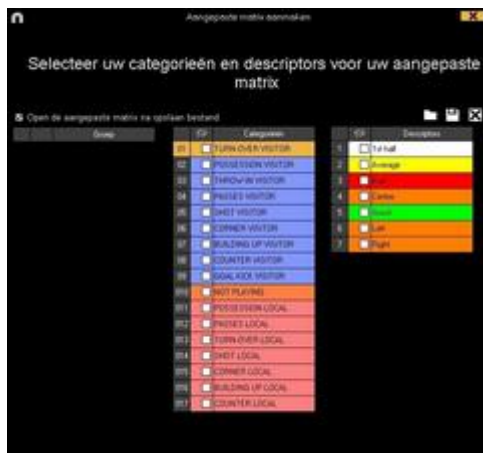 Aangepaste matrix aanmaken
Selecteer uw categorieën en descriptors voor uw aangepaste
matrix
Open de aangepaste matrix na opslaan bestand
Groep
Categorieën
Descriptors
01 TURN OVER VISITOR
02 POSSESSION VISITOR
03 THROW-IN VISITOR
04 PASSES VISITOR
05 SHOT VISITOR
06 CORNER VISITOR
07 BUILDING UP VISITOR
08 COUNTER VISITOR
09 GOAL KICK VISITOR
010 NOT PLAYING
011 POSSESSION LOCAL
012 PASSES LOCAL
013 TURN OVER LOCAL
014 SHOT LOCAL
015 CORNER LOCAL
016 BUILDING UP LOCAL
017 COUNTER LOCAL
1 1st half
2 Average
3
4 Centre
5 Good
6 Left
7 Right